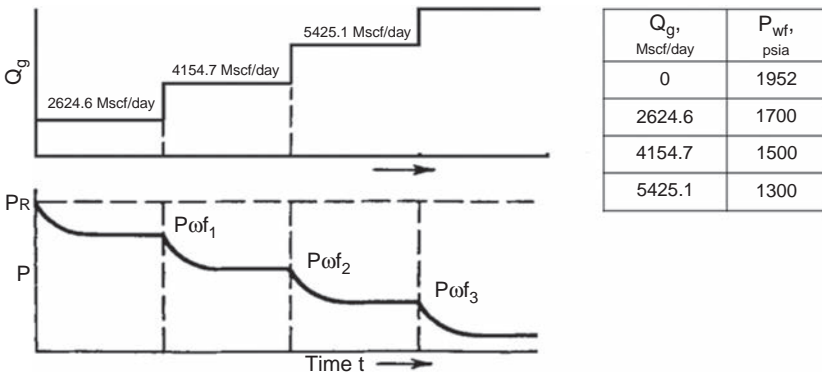 Q_g
2624.6 Mscf/day
4154.7 Mscf/day
5425.1 Mscf/day
P_R
P
Pωf_1
Pωf_2
Pωf_3
Time t
Q_g, P_wf,
Mscf/day psia
0 1952
2624.6 1700
4154.7 1500
5425.1 1300